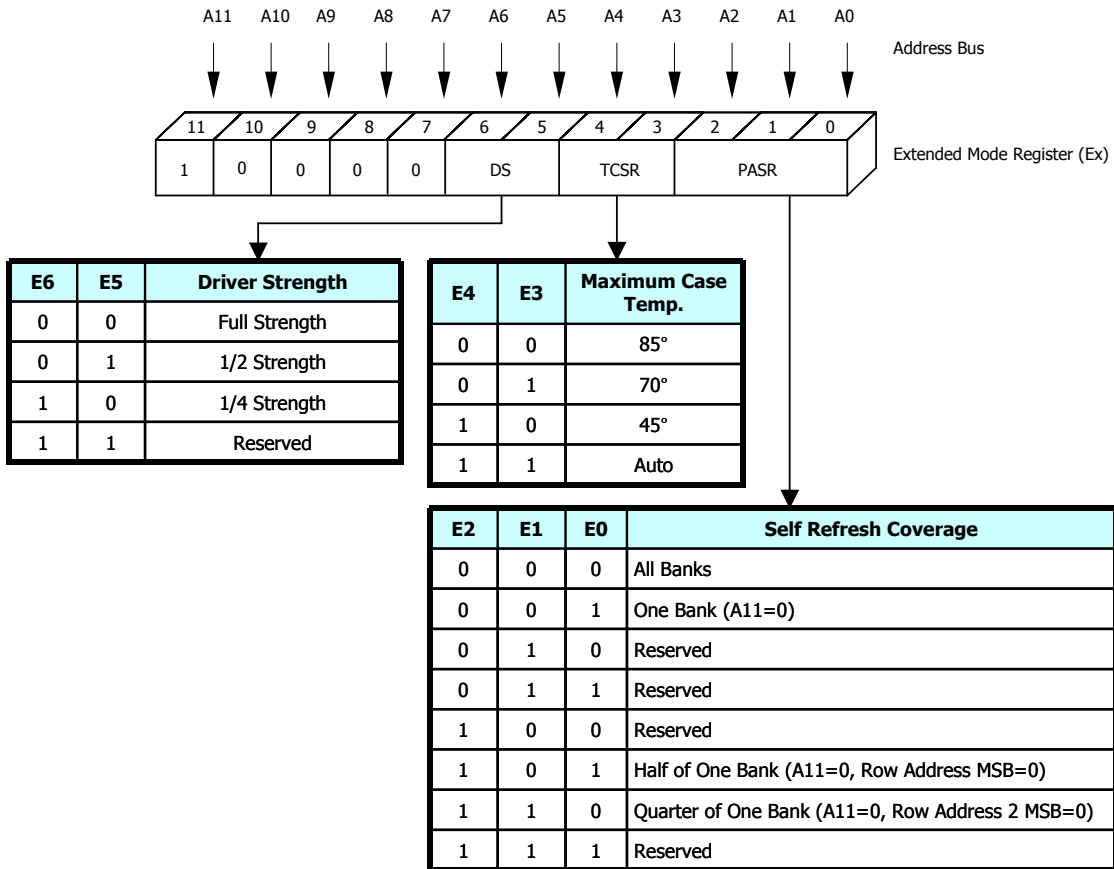 A11 A10 A9 A8 A7 A6 A5 A4 A3 A2 A1 A0
Address Bus
11 10 9 8 7 6 5 4 3 2 1 0
1 0 0 0 0 DS TCSR PASR
Extended Mode Register (Ex)
E6 E5 Driver Strength
0 0 Full Strength
0 1 1/2 Strength
1 0 1/4 Strength
1 1 Reserved
E4 E3 Maximum Case
Temp.
0 0 85°
0 1 70°
1 0 45°
1 1 Auto
E2 E1 E0 Self Refresh Coverage
0 0 0 All Banks
0 0 1 One Bank (A11=0)
0 1 0 Reserved
0 1 1 Reserved
1 0 0 Reserved
1 0 1 Half of One Bank (A11=0, Row Address MSB=0)
1 1 0 Quarter of One Bank (A11=0, Row Address 2 MSB=0)
1 1 1 Reserved